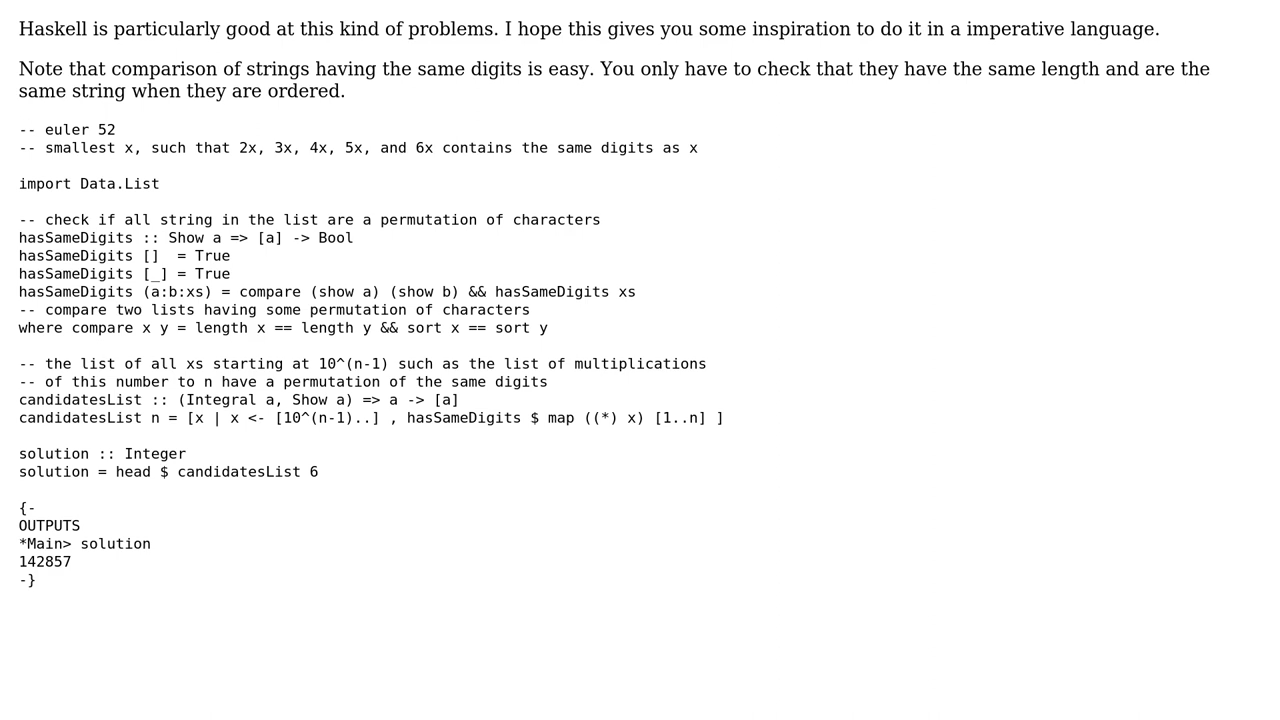 Haskell is particularly good at this kind of problems. I hope this gives you some inspiration to do it in a imperative language.
Note that comparison of strings having the same digits is easy. You only have to check that they have the same length and are the
same string when they are ordered.
-- euler 52
-- smallest x, such that 2x, 3x, 4x, 5x, and 6x contains the same digits as x
import Data.List
-- check if all string in the list are a permutation of characters
hasSameDigits :: Show a => [a] -> Bool
hasSameDigits []  = True
hasSameDigits [_] = True
hasSameDigits (a:b:xs) = compare (show a) (show b) && hasSameDigits xs
-- compare two lists having some permutation of characters
where compare x y = length x == length y && sort x == sort y
-- the list of all xs starting at 10^(n-1) such as the list of multiplications
-- of this number to n have a permutation of the same digits
candidatesList :: (Integral a, Show a) => a -> [a]
candidatesList n = [x | x <- [10^(n-1)..] , hasSameDigits $ map ((*) x) [1..n] ]
solution :: Integer
solution = head $ candidatesList 6
{-
OUTPUTS
*Main> solution
142857
-}